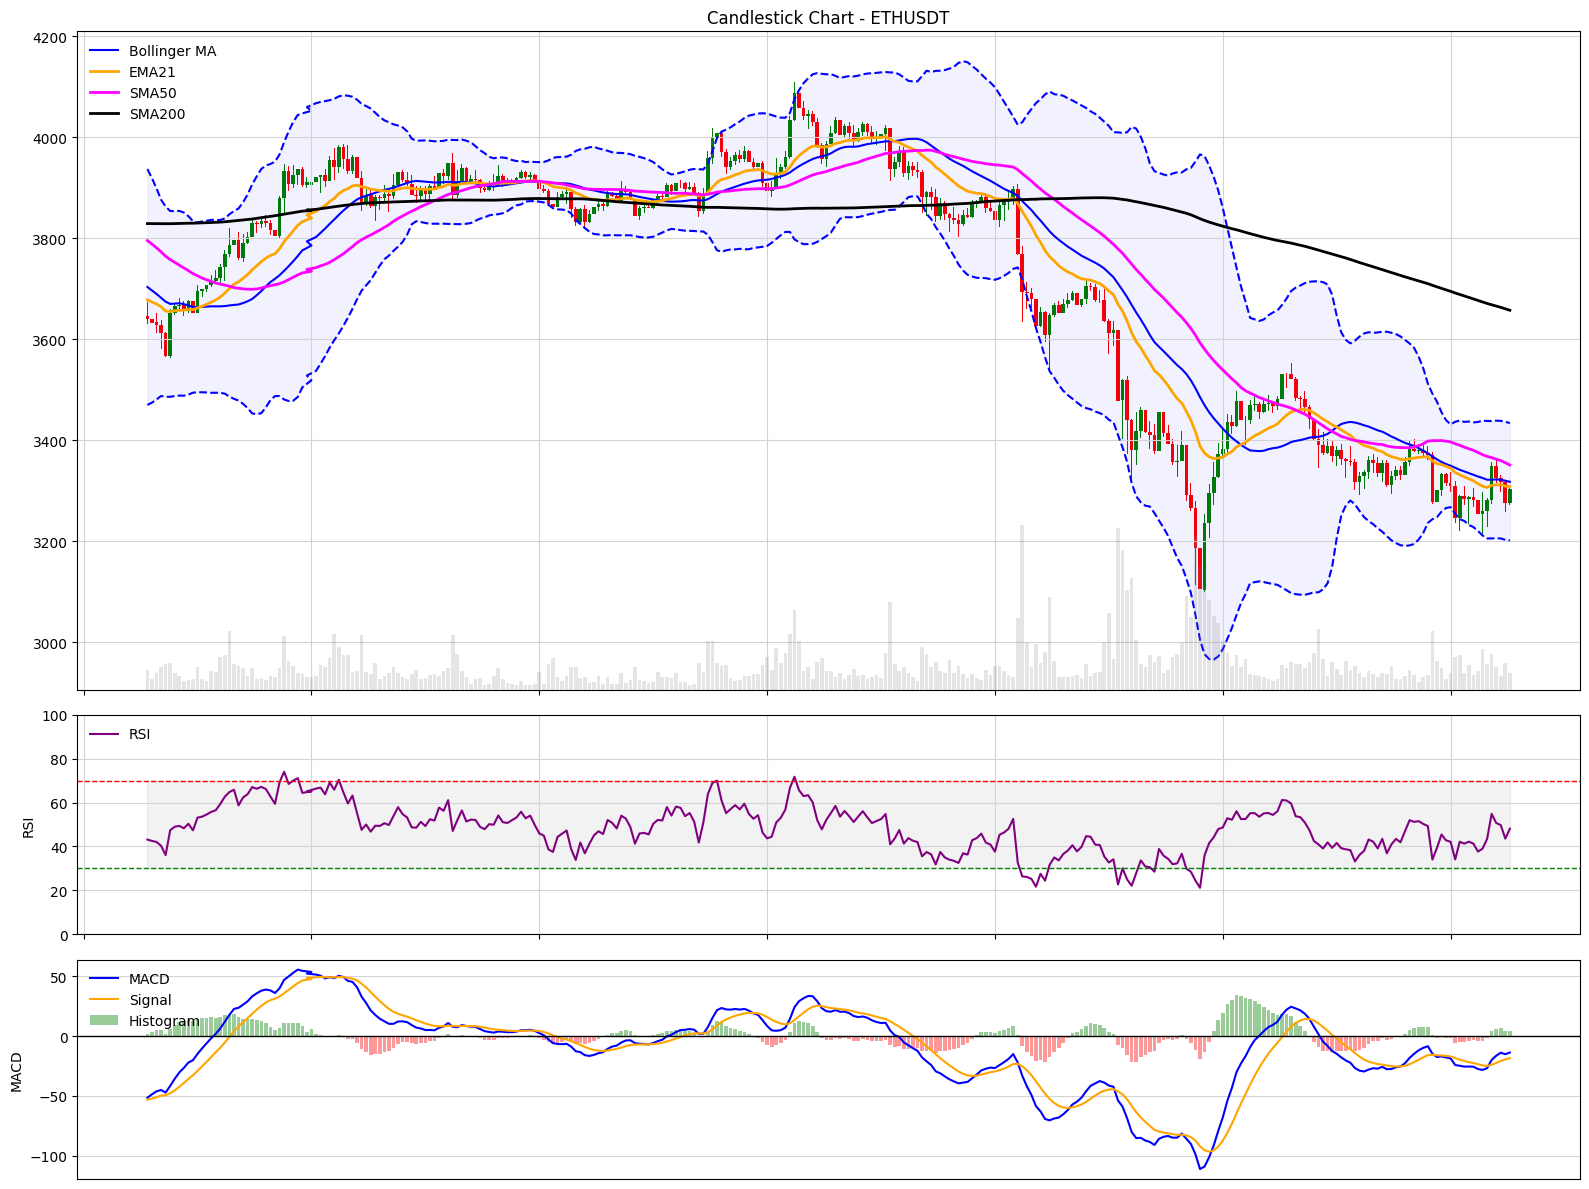 Candlestick Chart - ETHUSDT
Bollinger MA
EMA21
SMA50
SMA200
4200
4000
3800
3600
3400
3200
3000
RSI
RSI
100
80
60
40
20
0
MACD
Signal
Histogram
MACD
50
0
−50
−100